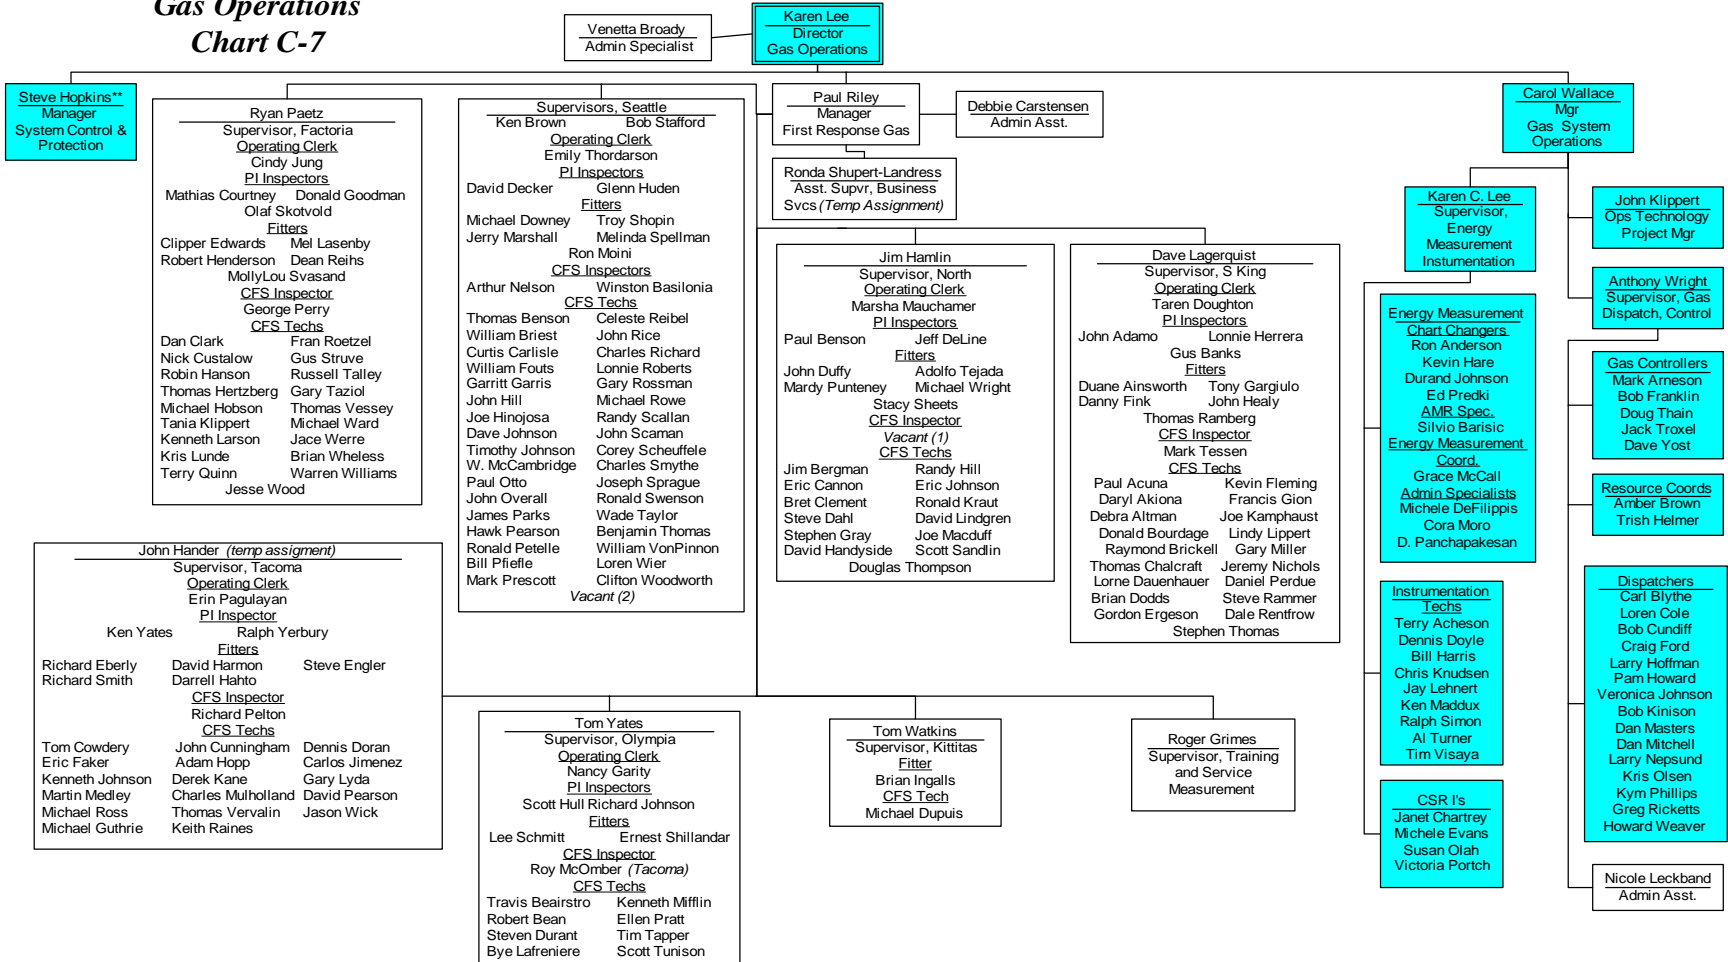 Gas Operations
Chart C-7
Venetta Broady
Admin Specialist
Karen Lee
Director
Gas Operations
Steve Hopkins**
Manager
System Control &
Protection
Ryan Paetz
Supervisor, Factoria
Operating Clerk
Cindy Jung
PI Inspectors
Mathias Courtney Donald Goodman
Olaf Skotvold
Fitters
Clipper Edwards Mel Lasenby
Robert Henderson Dean Reihs
MollyLou Svasand
CFS Inspector
George Perry
CFS Techs
Dan Clark Fran Roetzel
Nick Custalow Gus Struve
Robin Hanson Russell Talley
Thomas Hertzberg Gary Taziol
Michael Hobson Thomas Vessey
Tania Klippert Michael Ward
Kenneth Larson Jace Werre
Kris Lunde Brian Wheless
Terry Quinn Warren Williams
Jesse Wood
Supervisors, Seattle
Ken Brown Bob Stafford
Operating Clerk
Emily Thordarson
PI Inspectors
David Decker Glenn Huden
Fitters
Michael Downey Troy Shopin
Jerry Marshall Melinda Spellman
Ron Moini
CFS Inspectors
Arthur Nelson Winston Basilonia
CFS Techs
Thomas Benson Celeste Reibel
William Briest John Rice
Curtis Carlisle Charles Richard
William Fouts Lonnie Roberts
Garritt Garris Gary Rossman
John Hill Michael Rowe
Joe Hinojosa Randy Scallan
Dave Johnson John Scaman
Timothy Johnson Corey Scheuffele
W. McCambridge Charles Smythe
Paul Otto Joseph Sprague
John Overall Ronald Swenson
James Parks Wade Taylor
Hawk Pearson Benjamin Thomas
Ronald Petelle William VonPinnon
Bill Pfiefle Loren Wier
Mark Prescott Clifton Woodworth
Vacant (2)
Paul Riley
Manager
First Response Gas
Debbie Carstensen
Admin Asst.
Ronda Shupert-Landress
Asst. Supvr, Business
Svcs (Temp Assignment)
Jim Hamlin
Supervisor, North
Operating Clerk
Marsha Mauchamer
PI Inspectors
Paul Benson Jeff DeLine
Fitters
John Duffy Adolfo Tejada
Mardy Punteney Michael Wright
Stacy Sheets
CFS Inspector
Vacant (1)
CFS Techs
Jim Bergman Randy Hill
Eric Cannon Eric Johnson
Bret Clement Ronald Kraut
Steve Dahl David Lindgren
Stephen Gray Joe Macduff
David Handyside Scott Sandlin
Douglas Thompson
Dave Lagerquist
Supervisor, S King
Operating Clerk
Taren Doughton
PI Inspectors
John Adamo Lonnie Herrera
Gus Banks
Fitters
Duane Ainsworth Tony Gargiulo
Danny Fink John Healy
Thomas Ramberg
CFS Inspector
Mark Tessen
CFS Techs
Paul Acuna Kevin Fleming
Daryl Akiona Francis Gion
Debra Altman Joe Kamphaust
Donald Bourdage Lindy Lippert
Raymond Brickell Gary Miller
Thomas Chalcraft Jeremy Nichols
Lorne Dauenhauer Daniel Perdue
Brian Dodds Steve Rammer
Gordon Ergeson Dale Rentfrow
Stephen Thomas
Carol Wallace
Mgr
Gas System
Operations
Karen C. Lee
Supervisor,
Energy
Measurement
Instumentation
John Klippert
Ops Technology
Project Mgr
Anthony Wright
Supervisor, Gas
Dispatch, Control
Energy Measurement
Chart Changers
Ron Anderson
Kevin Hare
Durand Johnson
Ed Predki
AMR Spec.
Silvio Barisic
Energy Measurement
Coord.
Grace McCall
Admin Specialists
Michele DeFilippis
Cora Moro
D. Panchapakesan
Gas Controllers
Mark Arneson
Bob Franklin
Doug Thain
Jack Troxel
Dave Yost
Resource Coords
Amber Brown
Trish Helmer
John Hander (temp assigment)
Supervisor, Tacoma
Operating Clerk
Erin Pagulayan
PI Inspector
Ken Yates Ralph Yerbury
Fitters
Richard Eberly David Harmon Steve Engler
Richard Smith Darrell Hahto
CFS Inspector
Richard Pelton
CFS Techs
Tom Cowdery John Cunningham Dennis Doran
Eric Faker Adam Hopp Carlos Jimenez
Kenneth Johnson Derek Kane Gary Lyda
Martin Medley Charles Mulholland David Pearson
Michael Ross Thomas Vervalin Jason Wick
Michael Guthrie Keith Raines
Tom Yates
Supervisor, Olympia
Operating Clerk
Nancy Garity
PI Inspectors
Scott Hull Richard Johnson
Fitters
Lee Schmitt Ernest Shillandar
CFS Inspector
Roy McOmber (Tacoma)
CFS Techs
Travis Beairstro Kenneth Mifflin
Robert Bean Ellen Pratt
Steven Durant Tim Tapper
Bye Lafreniere Scott Tunison
Tom Watkins
Supervisor, Kittitas
Fitter
Brian Ingalls
CFS Tech
Michael Dupuis
Roger Grimes
Supervisor, Training
and Service
Measurement
Instrumentation
Techs
Terry Acheson
Dennis Doyle
Bill Harris
Chris Knudsen
Jay Lehnert
Ken Maddux
Ralph Simon
Al Turner
Tim Visaya
CSR I's
Janet Chartrey
Michele Evans
Susan Olah
Victoria Portch
Dispatchers
Carl Blythe
Loren Cole
Bob Cundiff
Craig Ford
Larry Hoffman
Pam Howard
Veronica Johnson
Bob Kinison
Dan Masters
Dan Mitchell
Larry Nepsund
Kris Olsen
Kym Phillips
Greg Ricketts
Howard Weaver
Nicole Leckband
Admin Asst.